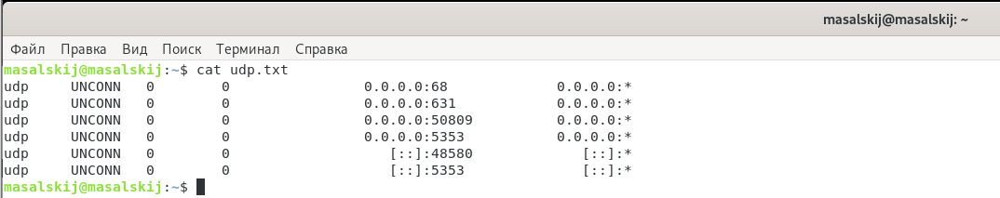 masalskij@masalskij: ~
Файл Правка Вид Поиск Терминал Справка
masalskij@masalskij:~$ cat udp.txt
udp UNCONN 0 0 0.0.0.0:68 0.0.0.0:*
udp UNCONN 0 0 0.0.0.0:631 0.0.0.0:*
udp UNCONN 0 0 0.0.0.0:50809 0.0.0.0:*
udp UNCONN 0 0 0.0.0.0:5353 0.0.0.0:*
udp UNCONN 0 0 [::]:48580 [::]:*
udp UNCONN 0 0 [::]:5353 [::]:*
masalskij@masalskij:~$